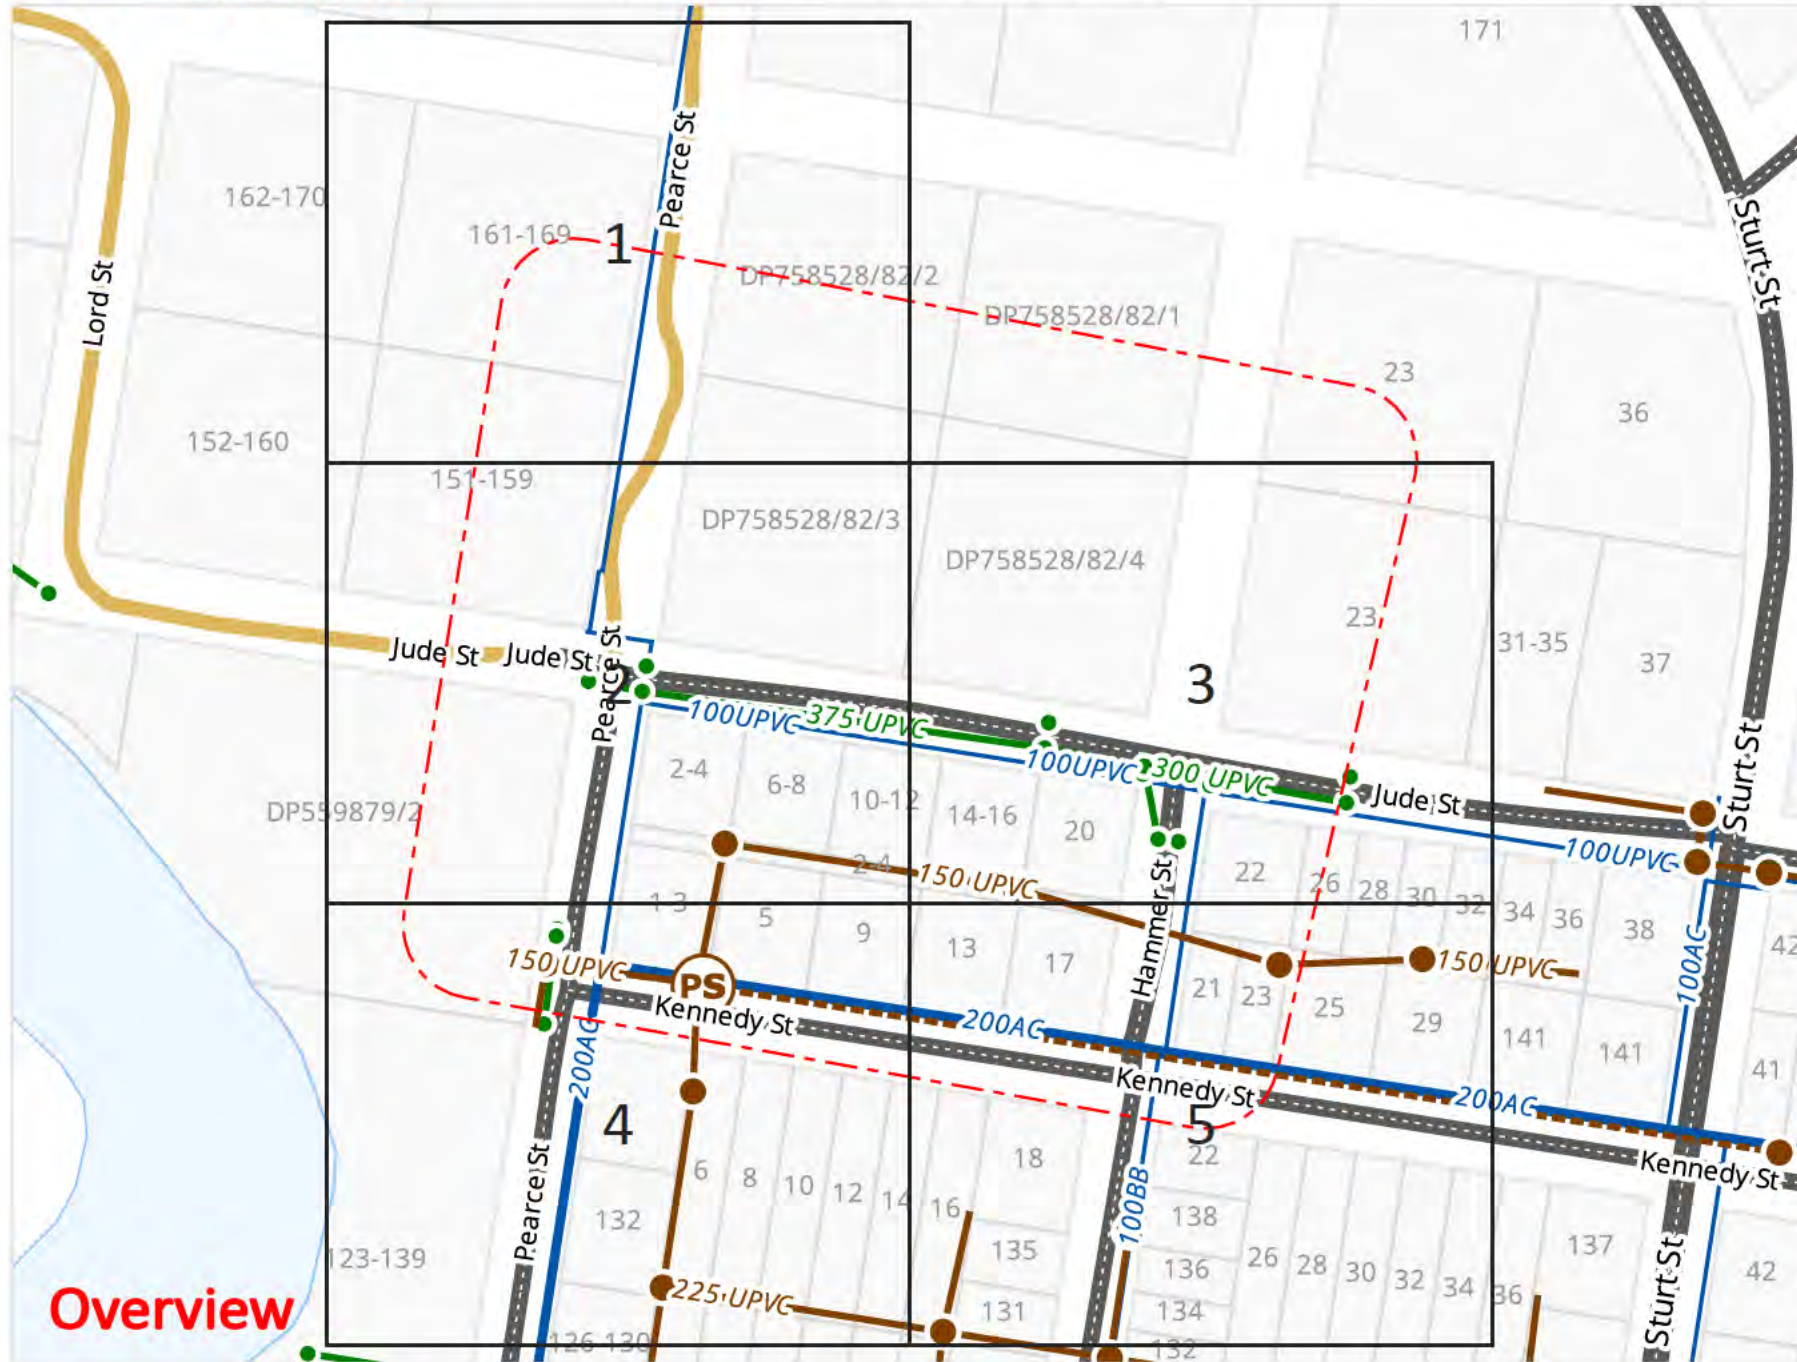 171
Pearce St
162-170
161-169
1
DP758528/82/2
Sturt St
Lord St
DP758528/82/1
23
36
152-160
151-159
DP758528/82/3
DP758528/82/4
23
31-35
37
Jude St
Jude St
Pearce St
2
3
100UPVC
375 UPVC
100UPVC
300 UPVC
Jude St
Sturt St
2-4
6-8
10-12
14-16
20
DP559879/2
2-4
150 UPVC
22
26
28
30
32
34
36
38
100UPVC
1-3
5
9
13
17
Hammer St
21
23
25
29
150 UPVC
100AC
42
150 UPVC
PS
Kennedy St
200AC
141
141
41
200AC
Kennedy St
200AC
Kennedy St
4
5
Pearce St
6
8
10
12
14
16
18
22
132
100BB
138
135
136
26
28
30
32
34
36
137
42
123-139
Overview
225 UPVC
131
134
126-130
132
Sturt St